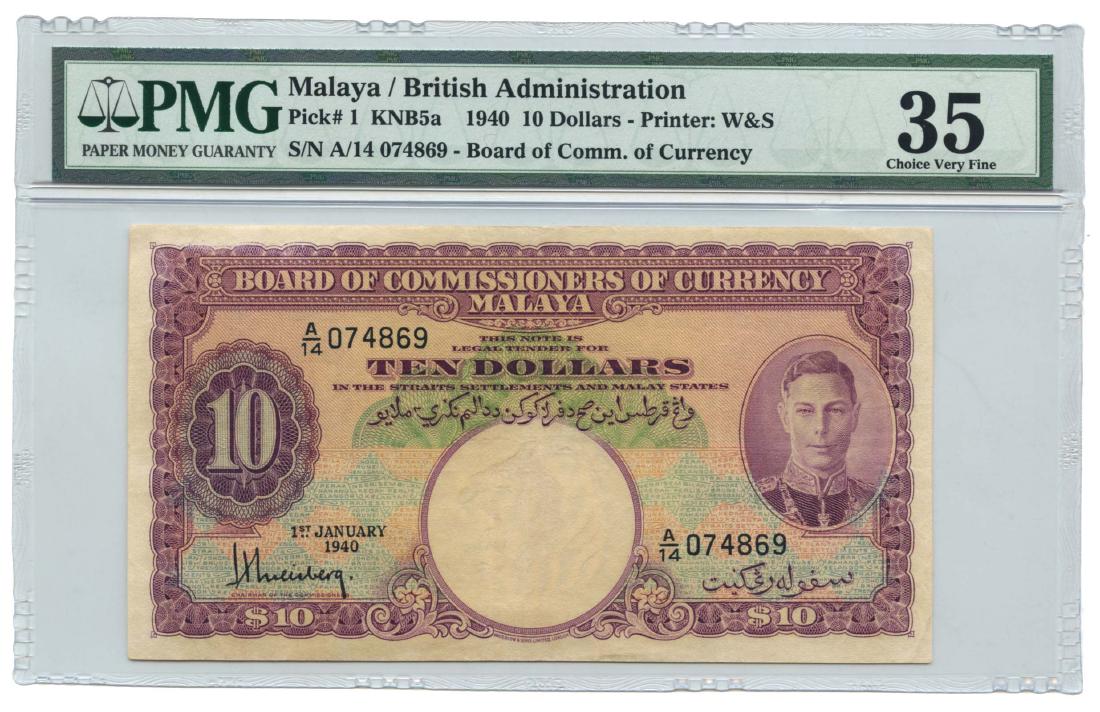 PMG
PAPER MONEY GUARANTY
Malaya / British Administration
Pick# 1 KNB5a 1940 10 Dollars - Printer: W&S
S/N A/14 074869 - Board of Comm. of Currency
35
Choice Very Fine
BOARD OF COMMISSIONERS OF CURRENCY
MALAYA
A/14 074869
THIS NOTE IS
LEGAL TENDER FOR
TEN DOLLARS
IN THE STRAITS SETTLEMENTS AND MALAY STATES
10
1ST JANUARY
1940
A/14 074869
CHAIRMAN OF THE COMMISSIONERS
$10
$10